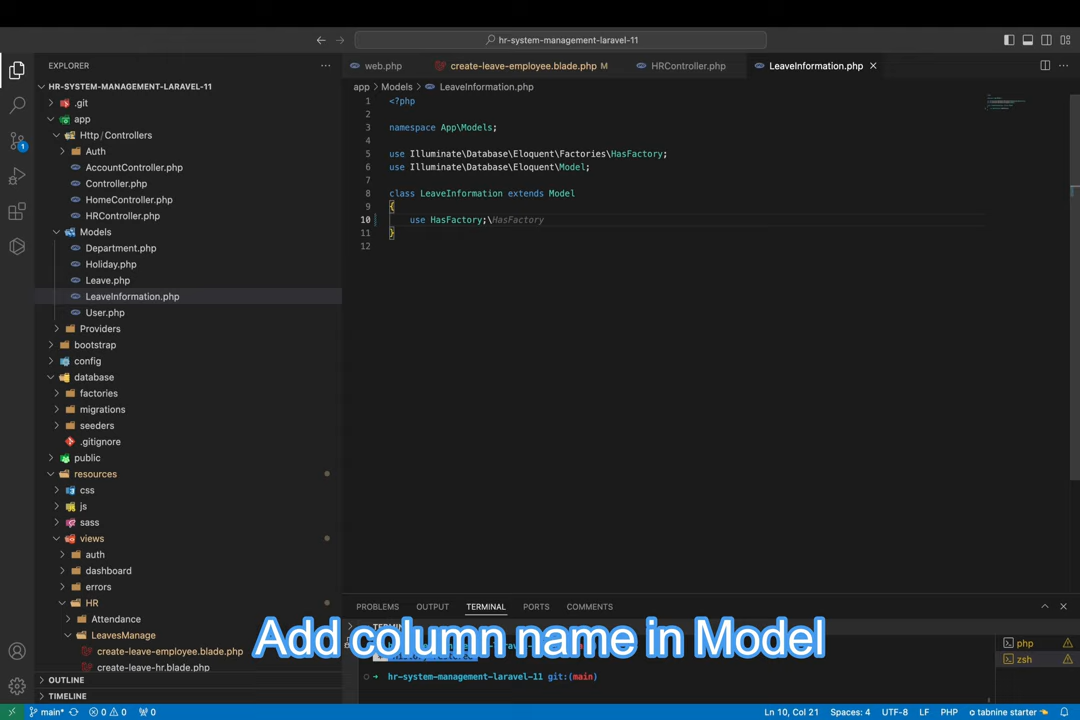 hr-system-management-laravel-11
EXPLORER
web.php
create-leave-employee.blade.php M
HRController.php
LeaveInformation.php
HR-SYSTEM-MANAGEMENT-LARAVEL-11
app > Models > LeaveInformation.php
.git
app
Http / Controllers
Auth
AccountController.php
Controller.php
HomeController.php
HRController.php
Models
Department.php
Holiday.php
Leave.php
LeaveInformation.php
User.php
Providers
bootstrap
config
database
factories
migrations
seeders
.gitignore
public
resources
css
js
sass
views
auth
dashboard
errors
HR
Attendance
LeavesManage
create-leave-employee.blade.php
create-leave-hr.blade.php
OUTLINE
TIMELINE
1 <?php
2
3 namespace App\Models;
4
5 use Illuminate\Database\Eloquent\Factories\HasFactory;
6 use Illuminate\Database\Eloquent\Model;
7
8 class LeaveInformation extends Model
9 {
10 use HasFactory;\HasFactory
11 }
12
PROBLEMS OUTPUT TERMINAL PORTS COMMENTS
Add column name in Model
hr-system-management-laravel-11 git:(main)
php
zsh
main* 0 0 0
Ln 10, Col 21 Spaces: 4 UTF-8 LF PHP tabnine starter